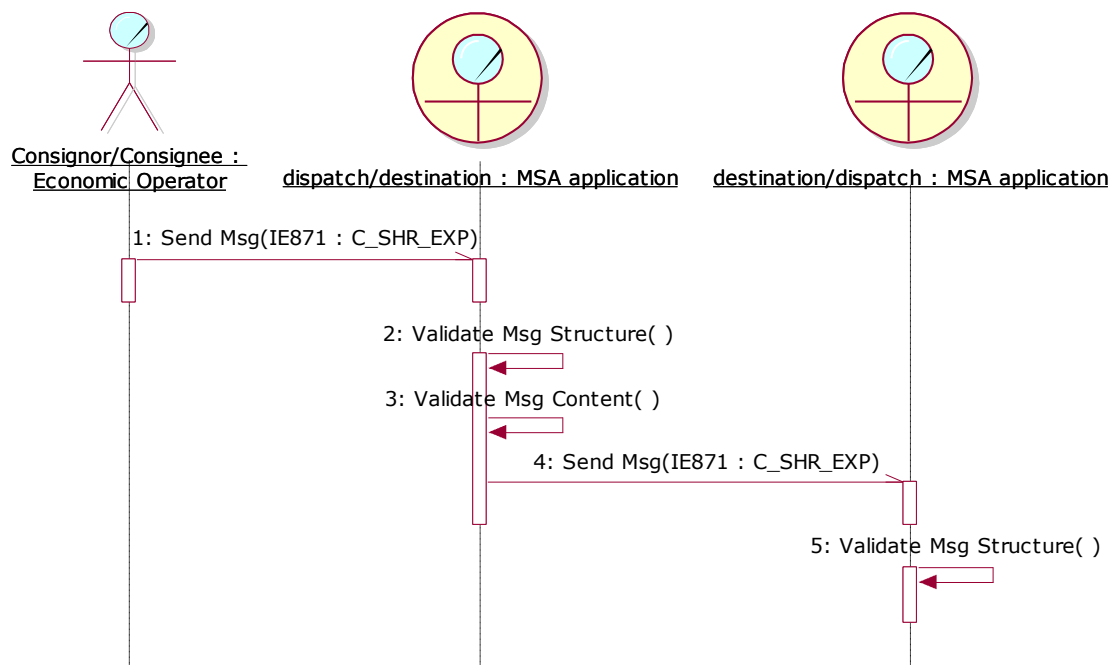 Consignor/Consignee :
Economic Operator
dispatch/destination : MSA application
destination/dispatch : MSA application
1: Send Msg(IE871 : C_SHR_EXP)
2: Validate Msg Structure( )
3: Validate Msg Content( )
4: Send Msg(IE871 : C_SHR_EXP)
5: Validate Msg Structure( )